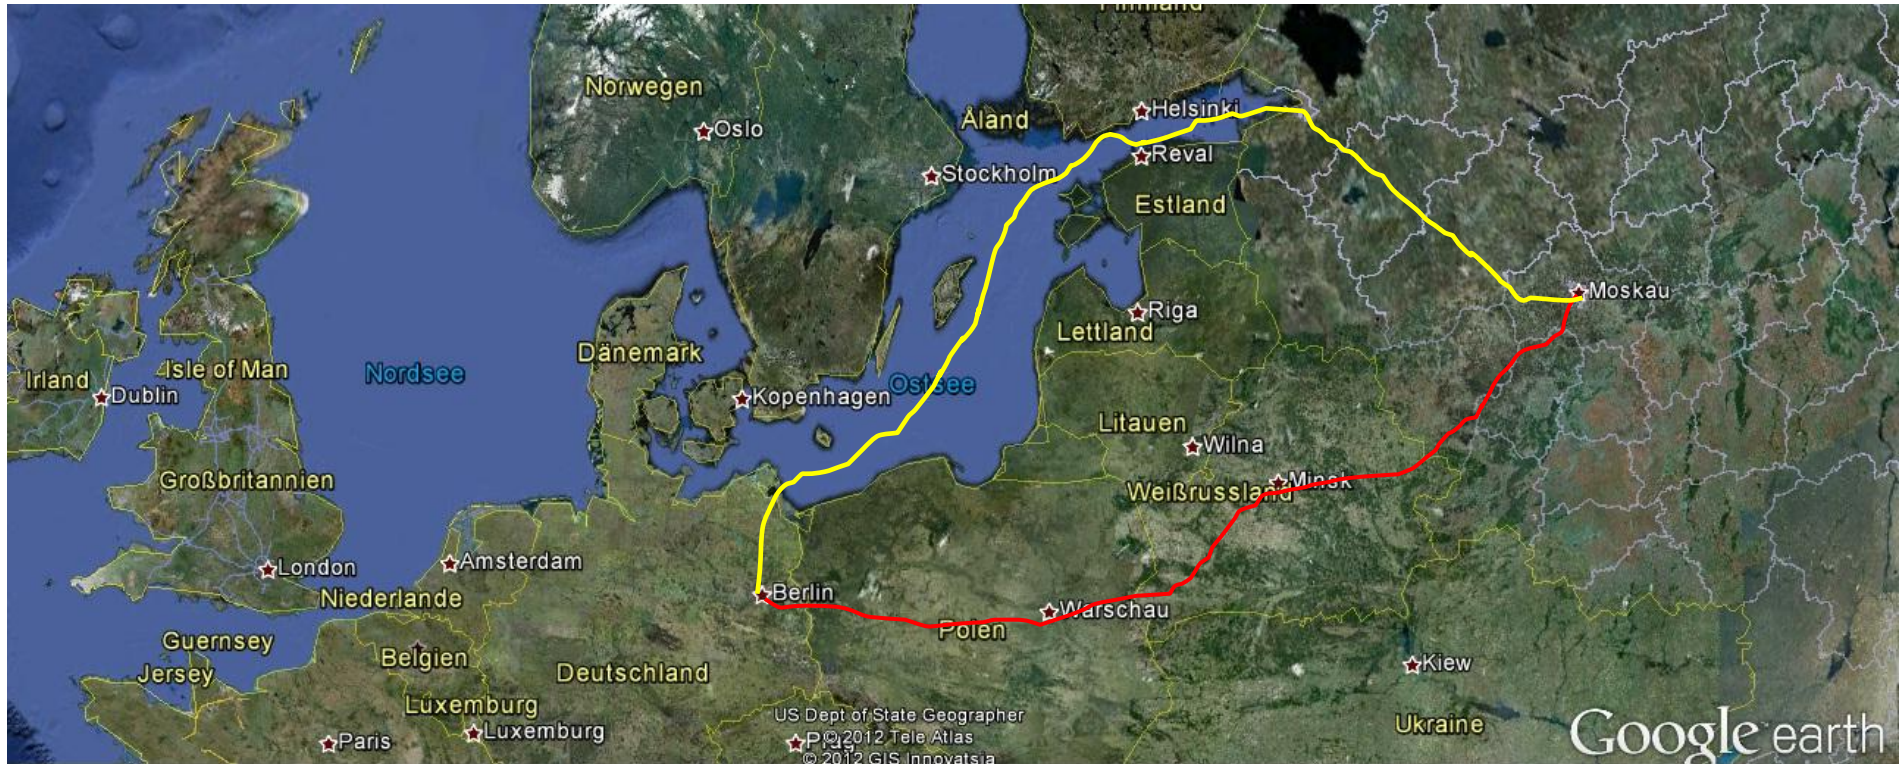 Finnland
Norwegen
Helsinki
Åland
Oslo
Reval
Stockholm
Estland
Moskau
Riga
Lettland
Dänemark
Isle of Man
Nordsee
Irland
Dublin
Kopenhagen
Ostsee
Litauen
Wilna
Großbritannien
Minsk
Weißrussland
London
Amsterdam
Berlin
Niederlande
Warschau
Polen
Guernsey
Belgien
Kiew
Jersey
Deutschland
Luxemburg
US Dept of State Geographer
Ukraine
Luxemburg
Paris
Prag
© 2012 Tele Atlas
© 2012 GIS Innovatsia
Google earth